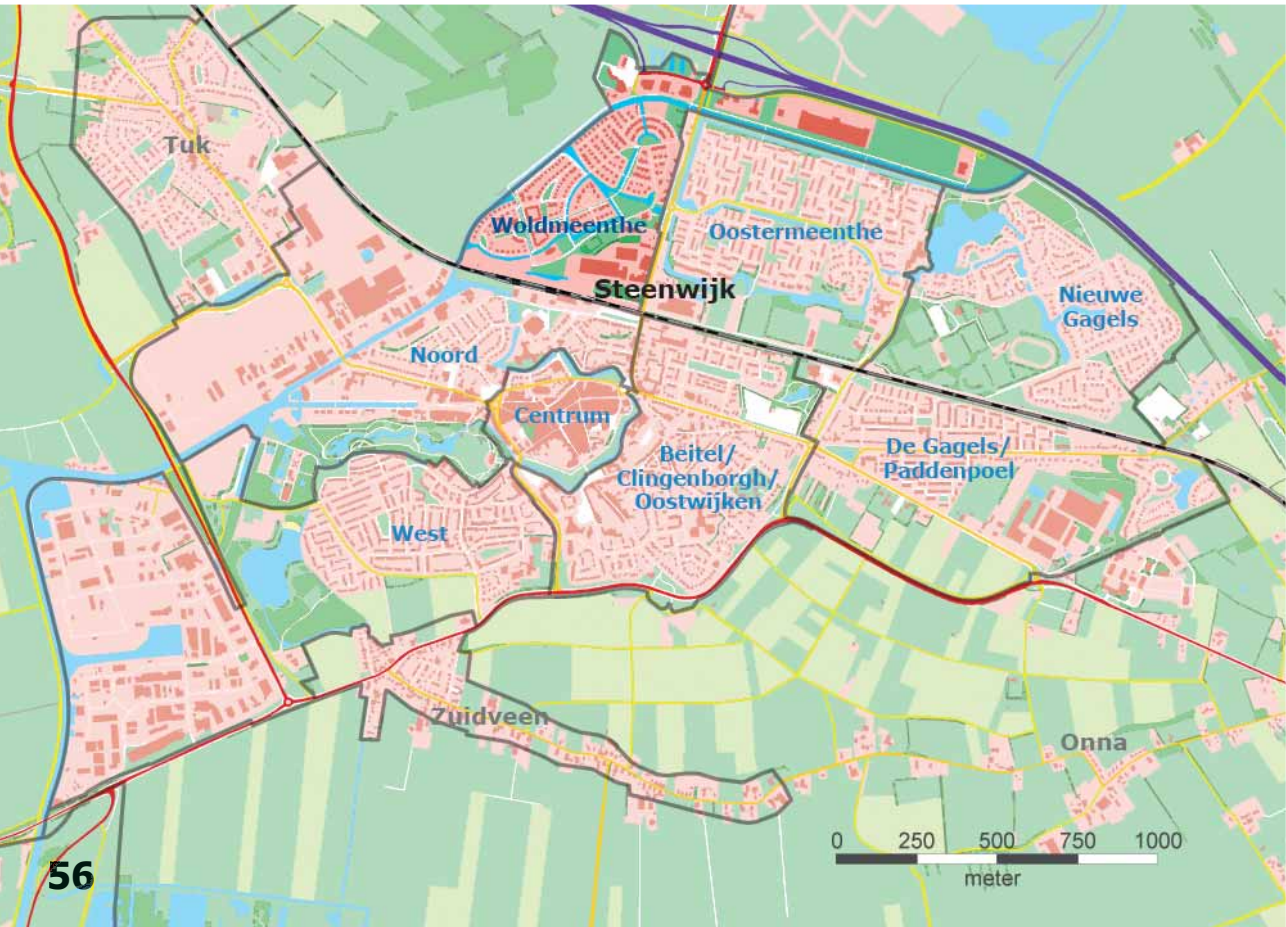 Tuk
Woldmeenthe
Oostermeenthe
Steenwijk
Nieuwe
Gagels
Noord
Centrum
Beitel/
Clingenborgh/
Oostwijken
De Gagels/
Paddenpoel
West
Zuidveen
Onna
0 250 500 750 1000
meter
56